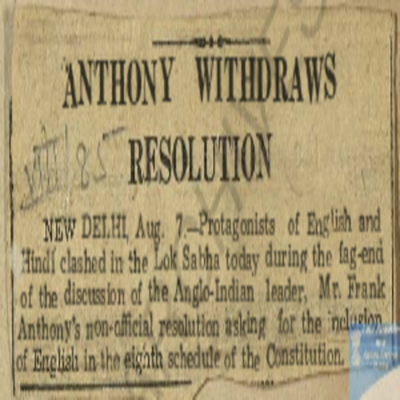 ANTHONY WITHDRAWS
RESOLUTION
VIII/85
NEW DELHI, Aug. 7.—Protagonists of English and
Hindi clashed in the Lok Sabha today during the fag-end
of the discussion of the Anglo-Indian leader, Mr. Frank
Anthony's non-official resolution asking for the inclusion
of English in the eighth schedule of the Constitution.